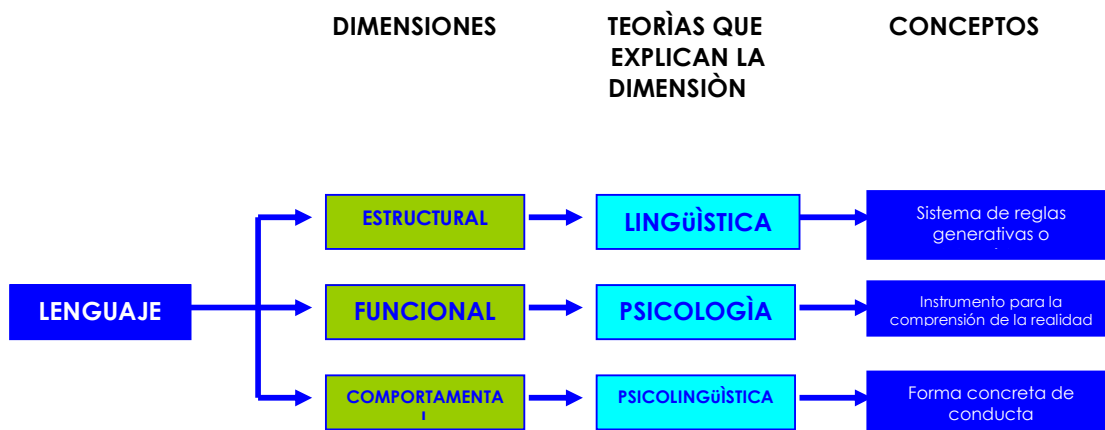 DIMENSIONES
TEORÌAS QUE
EXPLICAN LA
DIMENSIÒN
CONCEPTOS
ESTRUCTURAL
LINGüÌSTICA
Sistema de reglas
generativas o
LENGUAJE
FUNCIONAL
PSICOLOGÌA
Instrumento para la
comprensión de la realidad
COMPORTAMENTA
PSICOLINGüÌSTICA
Forma concreta de
conducta